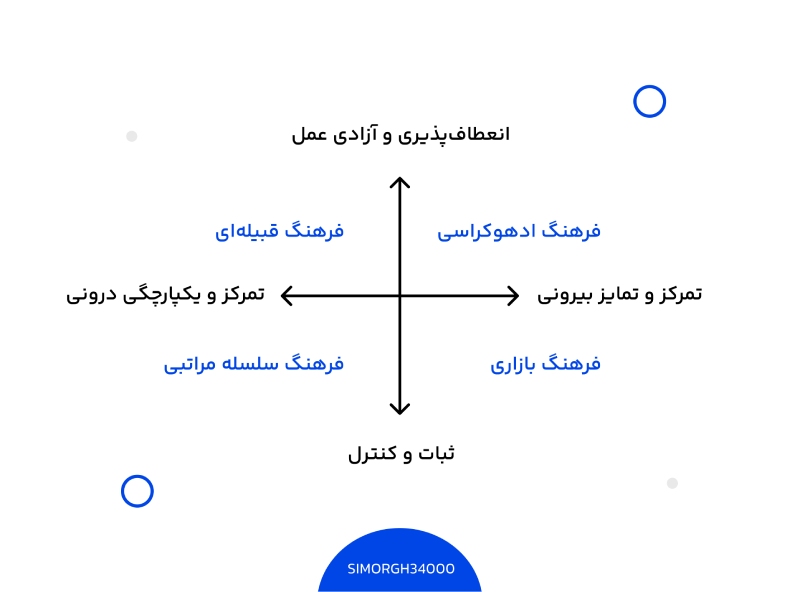 انعطاف‌پذیری و آزادی عمل
فرهنگ ادهوکراسی
فرهنگ قبیله‌ای
تمرکز و تمایز بیرونی
تمرکز و یکپارچگی درونی
فرهنگ بازاری
فرهنگ سلسله مراتبی
ثبات و کنترل
SIMORGH34000